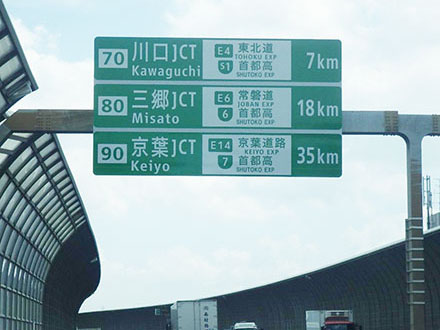 70 川口JCT E4 東北道 7km
Kawaguchi TOHOKU EXP
S1 首都高
SHUTOKO EXP
80 三郷JCT E6 常磐道 18km
Misato JOBAN EXP
6 首都高
SHUTOKO EXP
90 京葉JCT E14 京葉道路 35km
Keiyo KEIYO EXP
7 首都高
SHUTOKO EXP